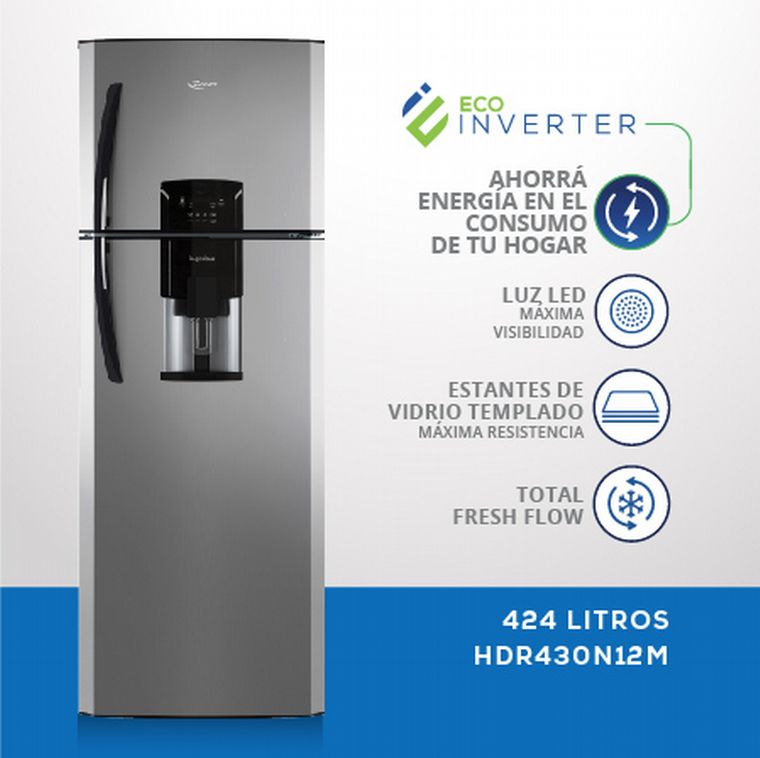 ECO
INVERTER
AHORRÁ
ENERGÍA EN EL
CONSUMO
DE TU HOGAR
LUZ LED
MÁXIMA
VISIBILIDAD
ESTANTES DE
VIDRIO TEMPLADO
MÁXIMA RESISTENCIA
TOTAL
FRESH FLOW
424 LITROS
HDR430N12M